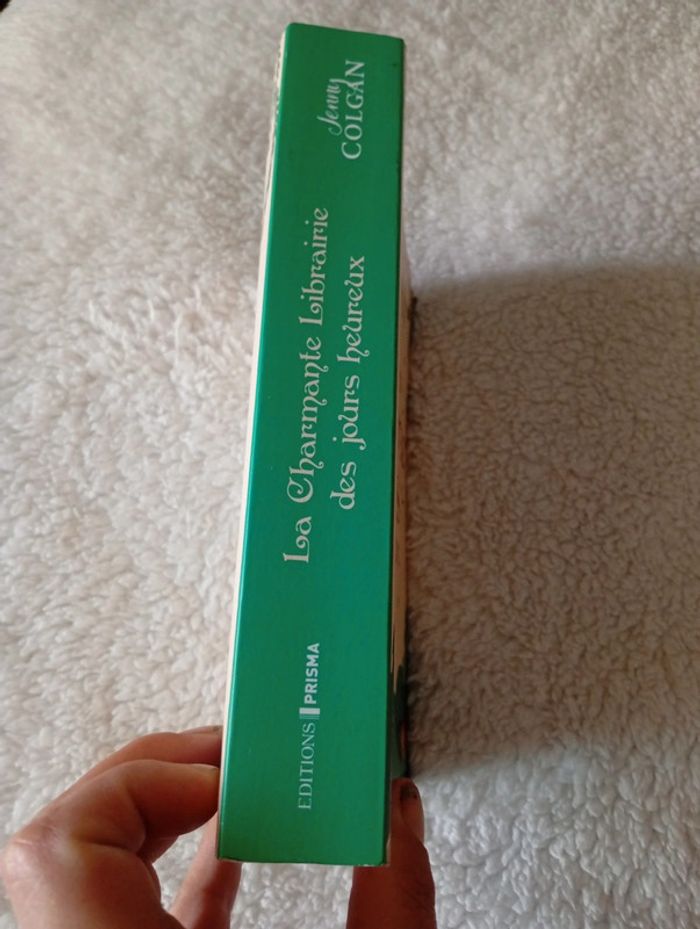 Jenny
COLGAN
La Charmante Librairie
des jours heureux
EDITIONS PRISMA